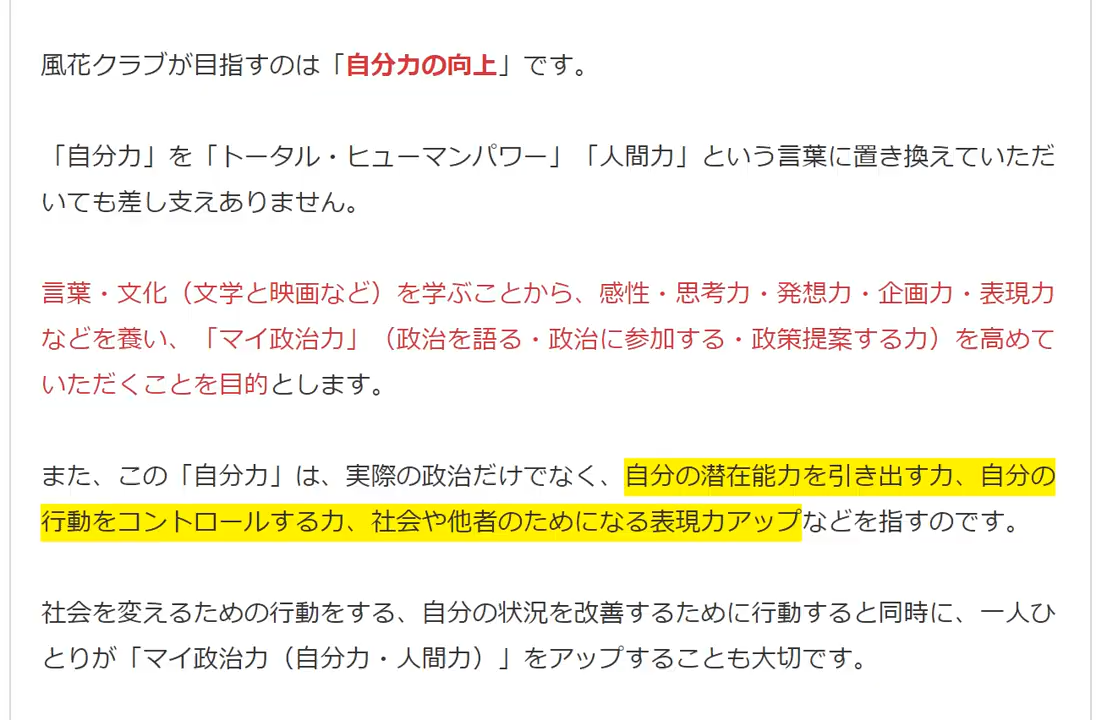 風花クラブが目指すのは「自分力の向上」です。
「自分力」を「トータル・ヒューマンパワー」「人間力」という言葉に置き換えていただ
いても差し支えありません。
言葉・文化（文学と映画など）を学ぶことから、感性・思考力・発想力・企画力・表現力
などを養い、「マイ政治力」（政治を語る・政治に参加する・政策提案する力）を高めて
いただくことを目的とします。
また、この「自分力」は、実際の政治だけでなく、自分の潜在能力を引き出す力、自分の
行動をコントロールする力、社会や他者のためになる表現力アップなどを指すのです。
社会を変えるための行動をする、自分の状況を改善するために行動すると同時に、一人ひ
とりが「マイ政治力（自分力・人間力）」をアップすることも大切です。